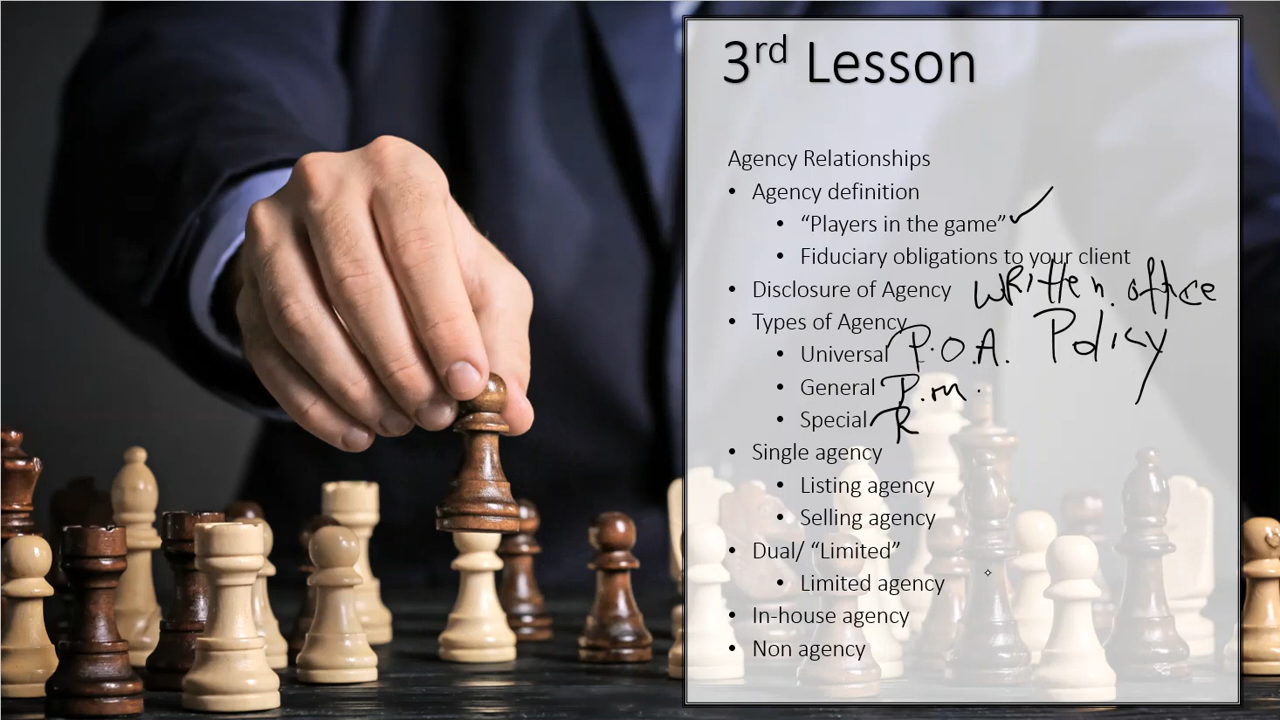 3rd Lesson
Agency Relationships
• Agency definition
• “Players in the game”
• Fiduciary obligations to your client
• Disclosure of Agency written office
• Types of Agency Policy
• Universal P.O.A.
• General P.m.
• Special R
• Single agency
• Listing agency
• Selling agency
• Dual/ “Limited”
• Limited agency
• In-house agency
• Non agency